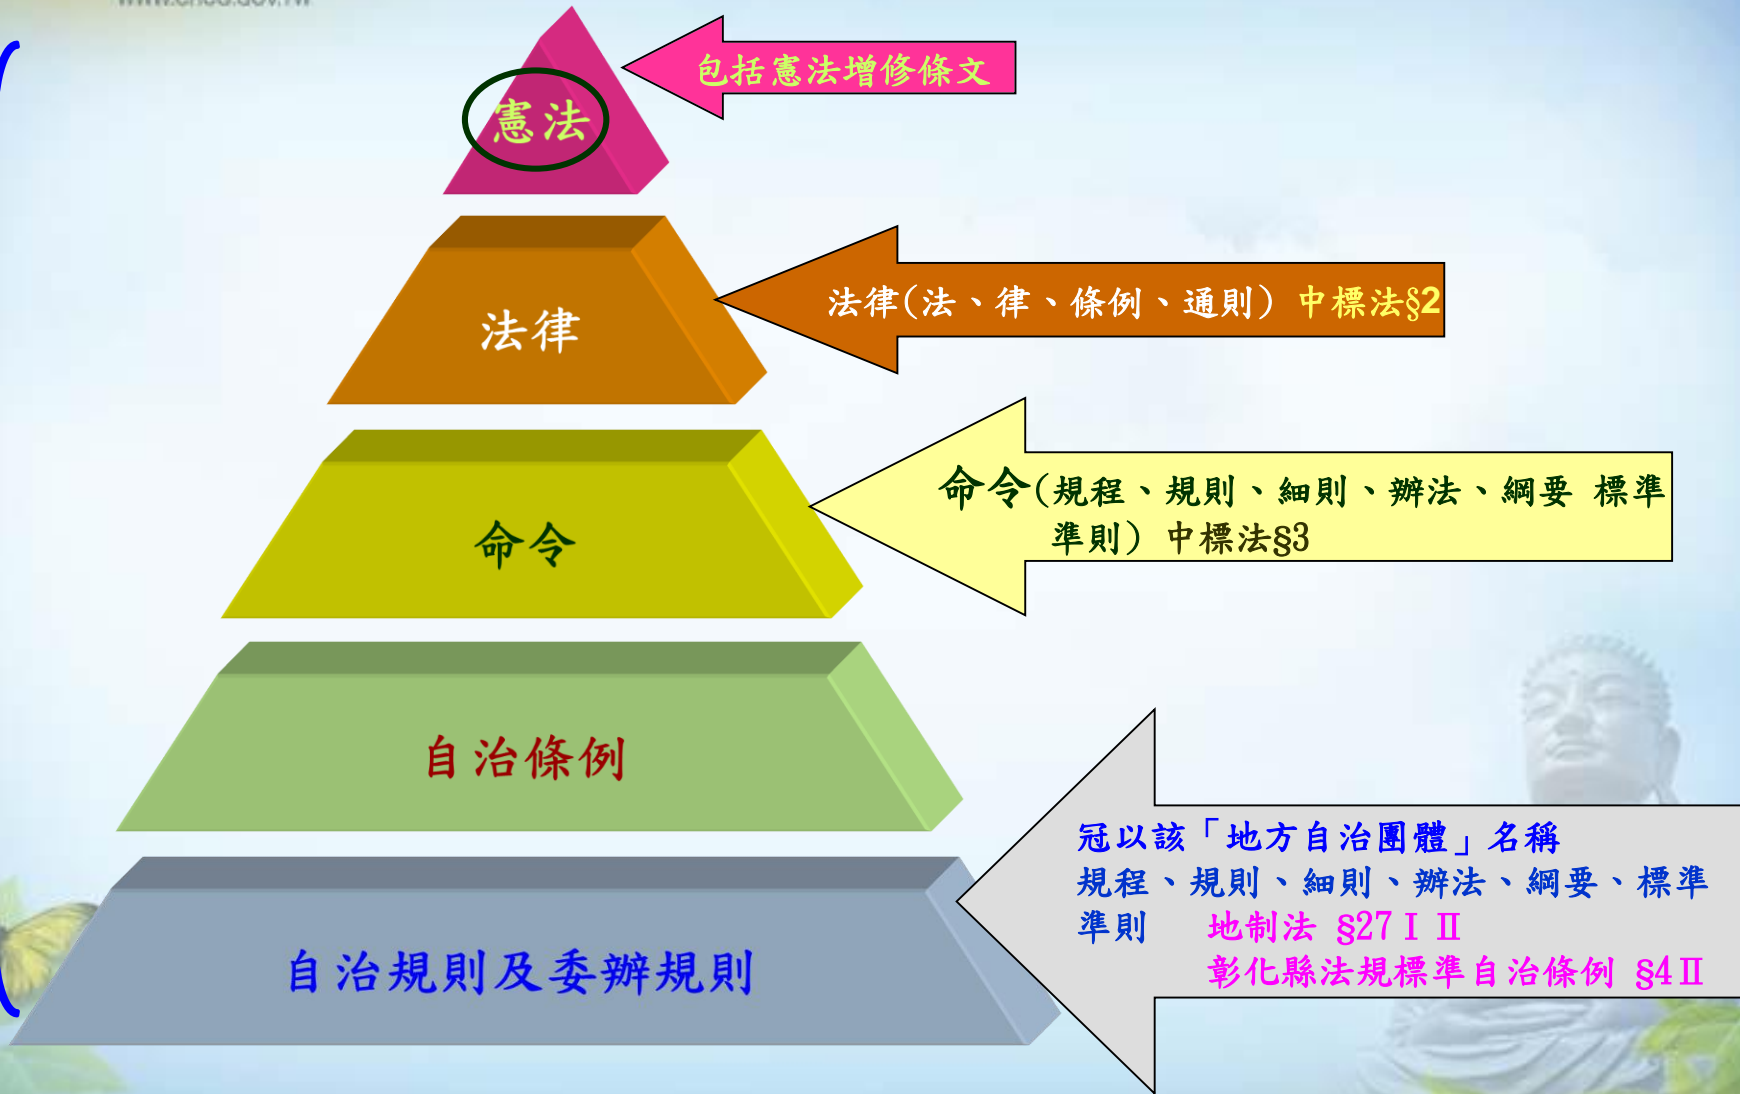 包括憲法增修條文
憲法
法律
法律(法、律、條例、通則) 中標法§2
命令(規程、規則、細則、辦法、綱要 標準
準則) 中標法§3
命令
自治條例
冠以該「地方自治團體」名稱
規程、規則、細則、辦法、綱要、標準
準則 地制法 §27ⅠⅡ
彰化縣法規標準自治條例 §4Ⅱ
自治規則及委辦規則